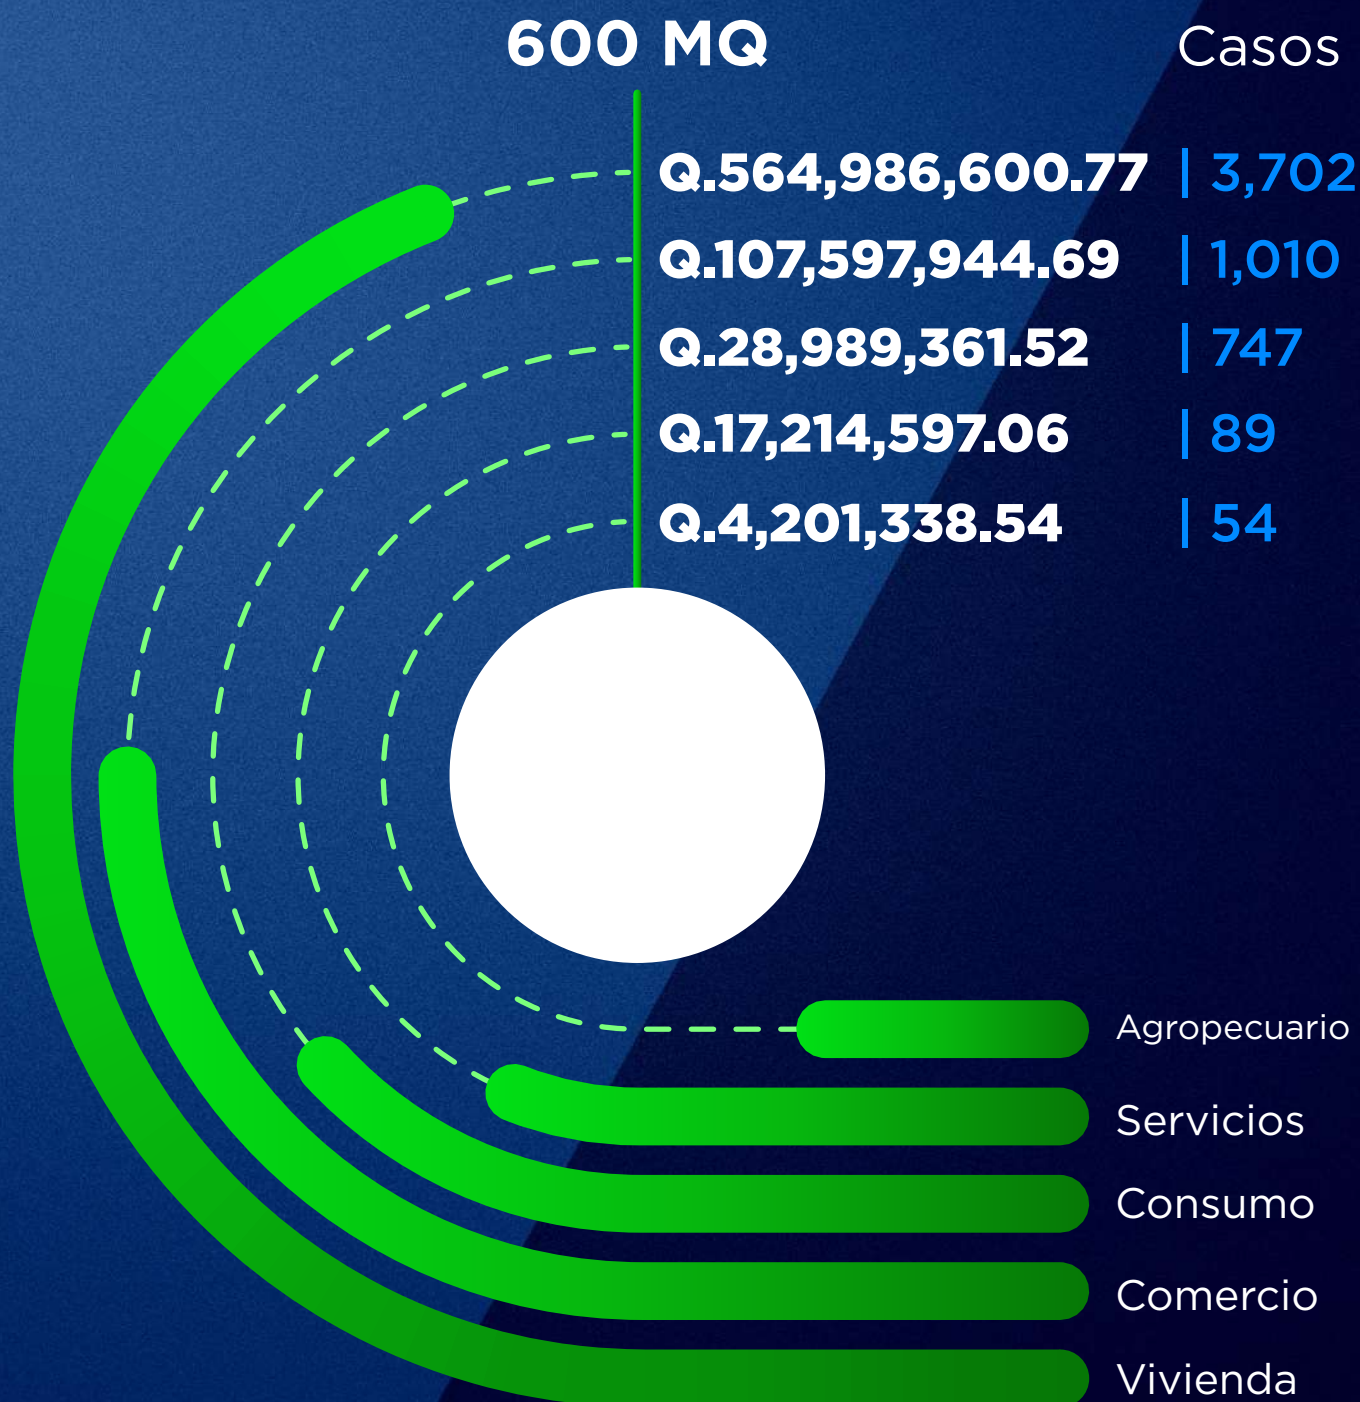 600 MQ Casos
Q.564,986,600.77 | 3,702
Q.107,597,944.69 | 1,010
Q.28,989,361.52 | 747
Q.17,214,597.06 | 89
Q.4,201,338.54 | 54
Agropecuario
Servicios
Consumo
Comercio
Vivienda